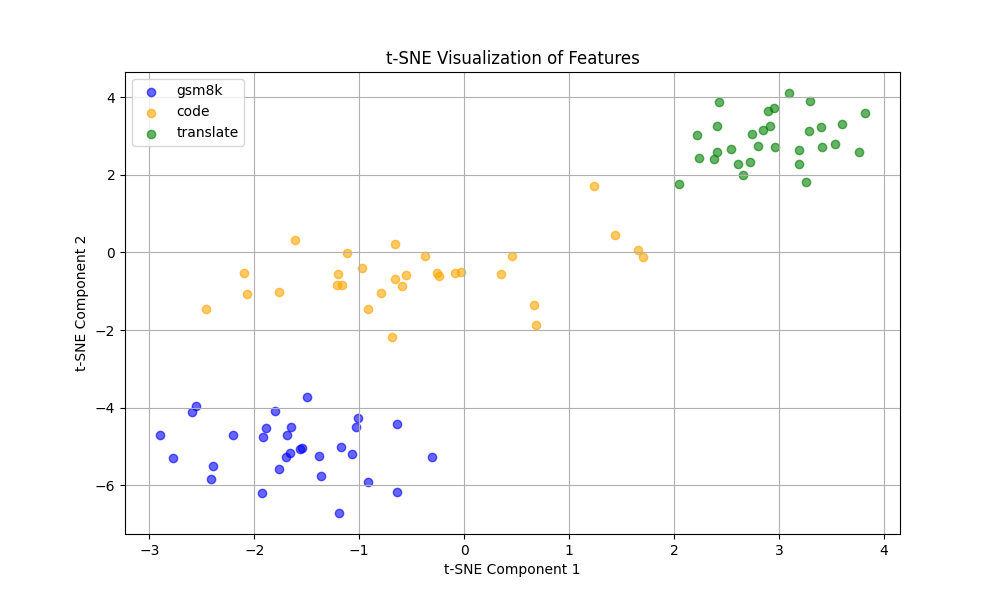 t-SNE Visualization of Features
gsm8k
code
translate
4
2
0
−2
−4
−6
t-SNE Component 2
−3
−2
−1
0
1
2
3
4
t-SNE Component 1